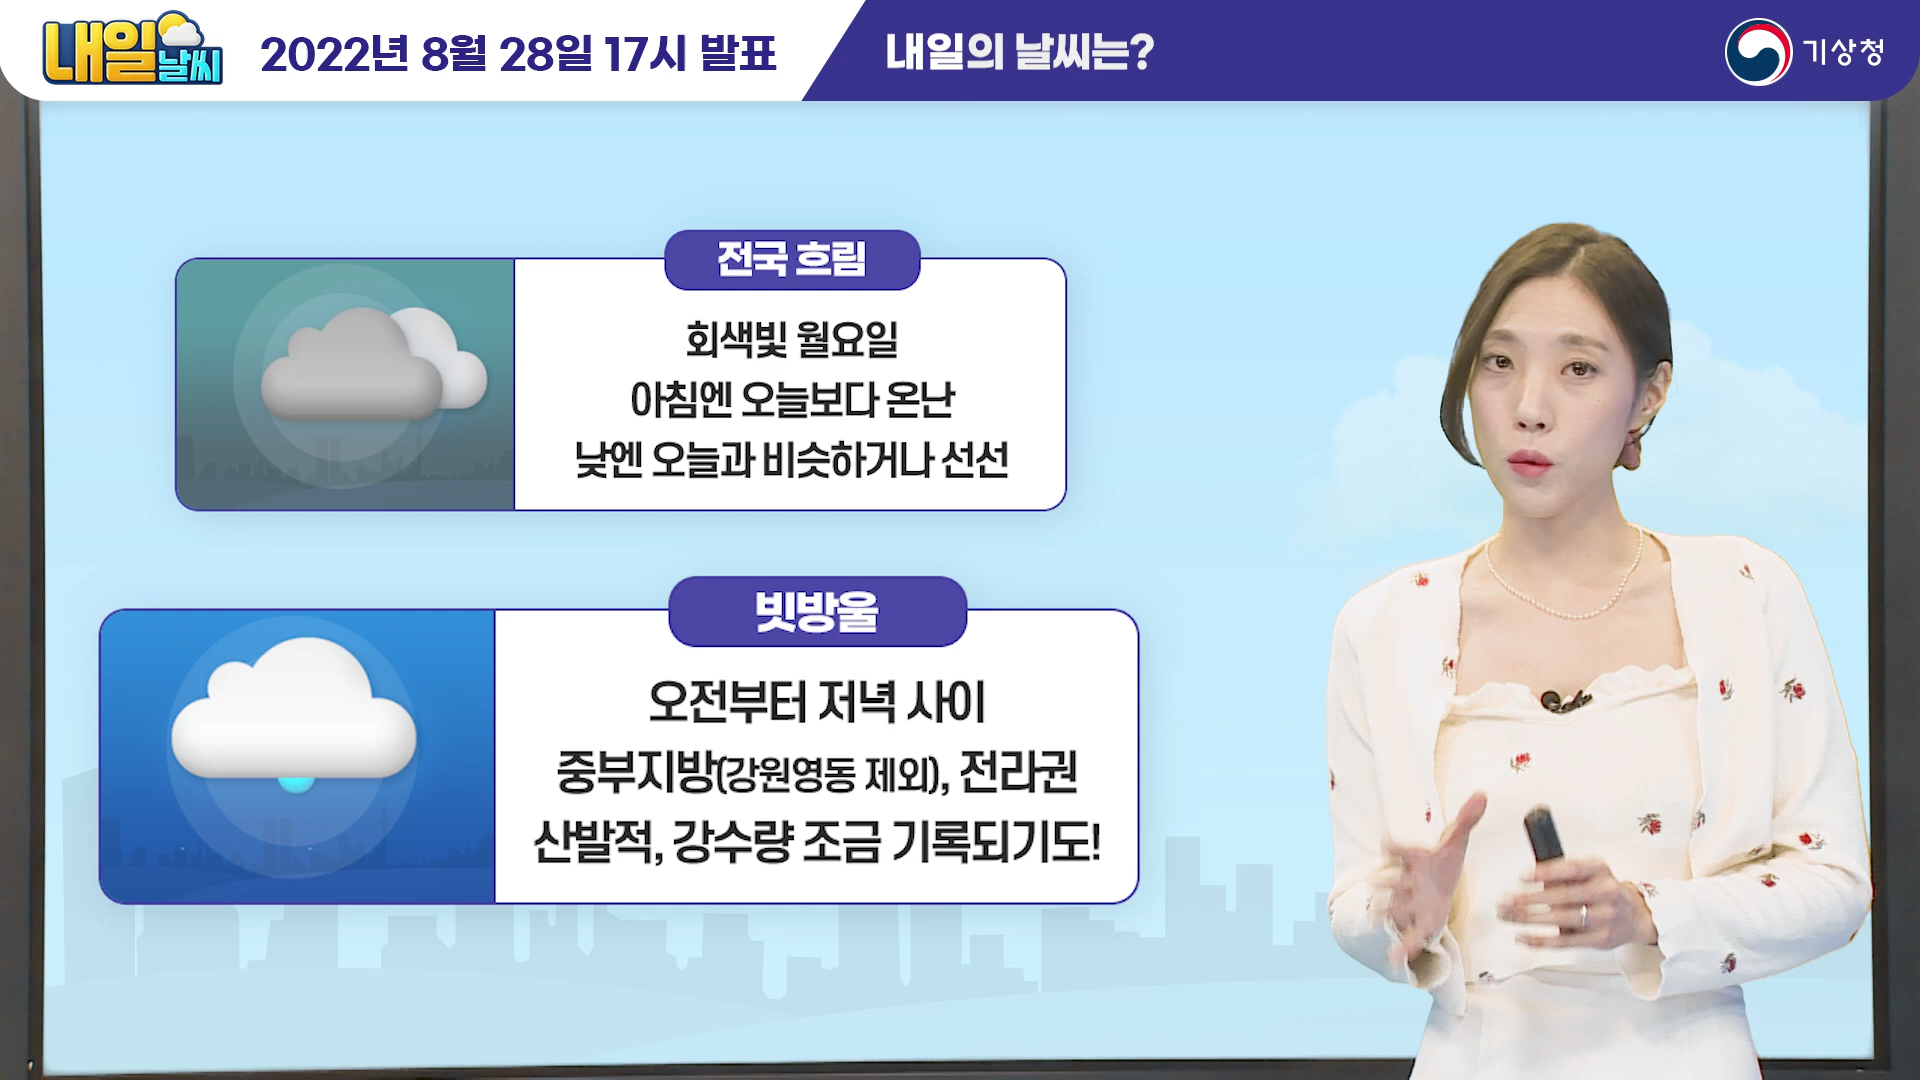 내일날씨
2022년 8월 28일 17시 발표
내일의 날씨는?
기상청
전국 흐림
회색빛 월요일
아침엔 오늘보다 온난
낮엔 오늘과 비슷하거나 선선
빗방울
오전부터 저녁 사이
중부지방(강원영동 제외), 전라권
산발적, 강수량 조금 기록되기도!